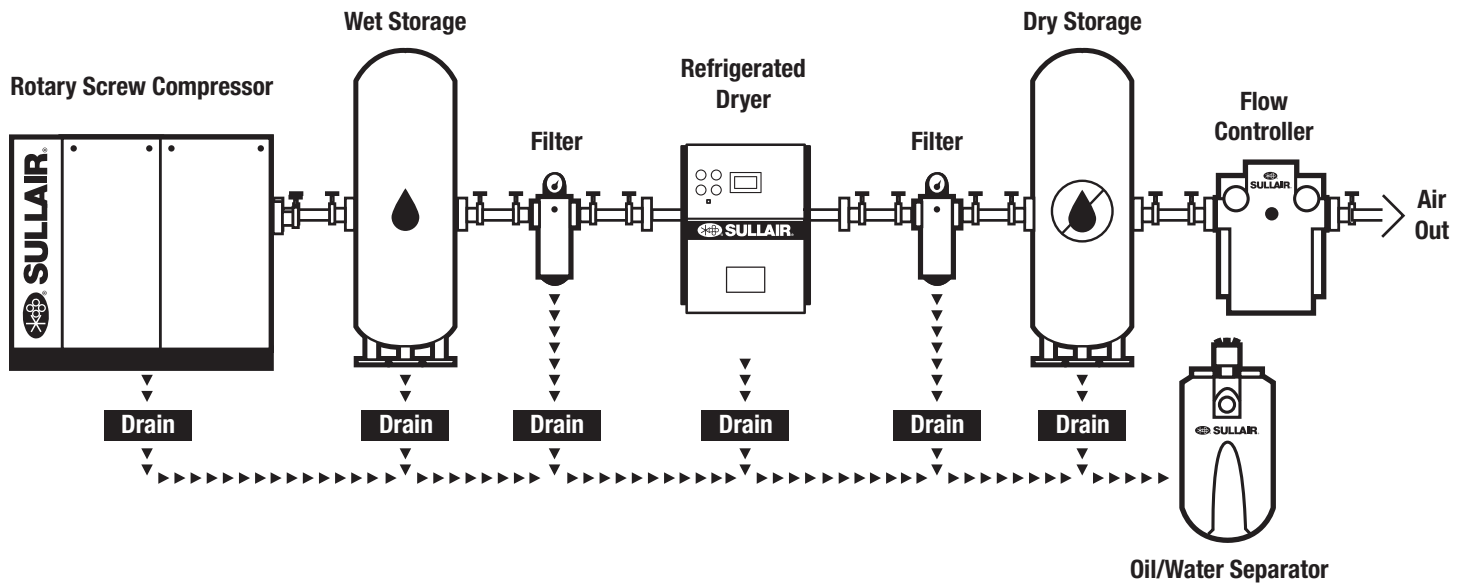 Wet Storage
Dry Storage
Rotary Screw Compressor
Refrigerated
Dryer
Flow
Controller
Filter
Filter
SULLAIR
SULLAIR
SULLAIR
Air
Out
Drain
Drain
Drain
Drain
Drain
Drain
SULLAIR
Oil/Water Separator